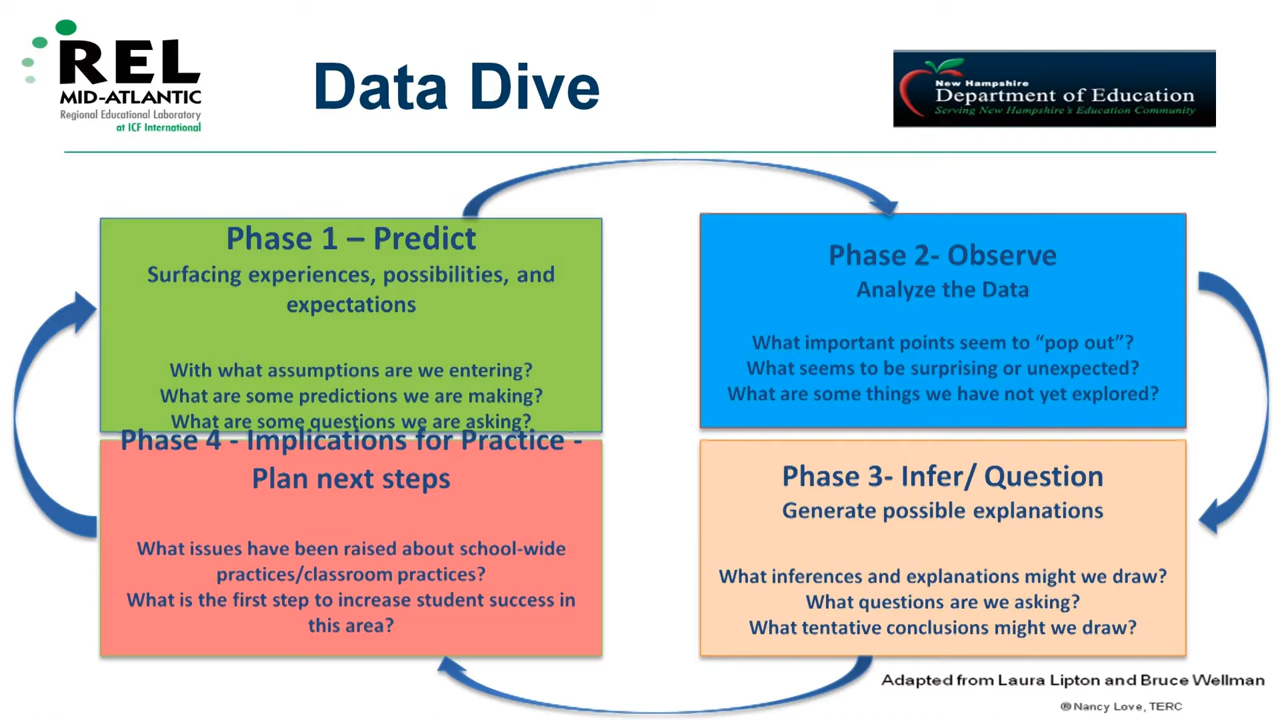 REL
MID-ATLANTIC
Regional Educational Laboratory
at ICF International
Data Dive
New Hampshire
Department of Education
Serving New Hampshire's Education Community
Phase 1 – Predict
Surfacing experiences, possibilities, and
expectations
With what assumptions are we entering?
What are some predictions we are making?
What are some questions we are asking?
Phase 2- Observe
Analyze the Data
What important points seem to “pop out”?
What seems to be surprising or unexpected?
What are some things we have not yet explored?
Phase 4 - Implications for Practice -
Plan next steps
What issues have been raised about school-wide
practices/classroom practices?
What is the first step to increase student success in
this area?
Phase 3- Infer/ Question
Generate possible explanations
What inferences and explanations might we draw?
What questions are we asking?
What tentative conclusions might we draw?
Adapted from Laura Lipton and Bruce Wellman
®Nancy Love, TERC